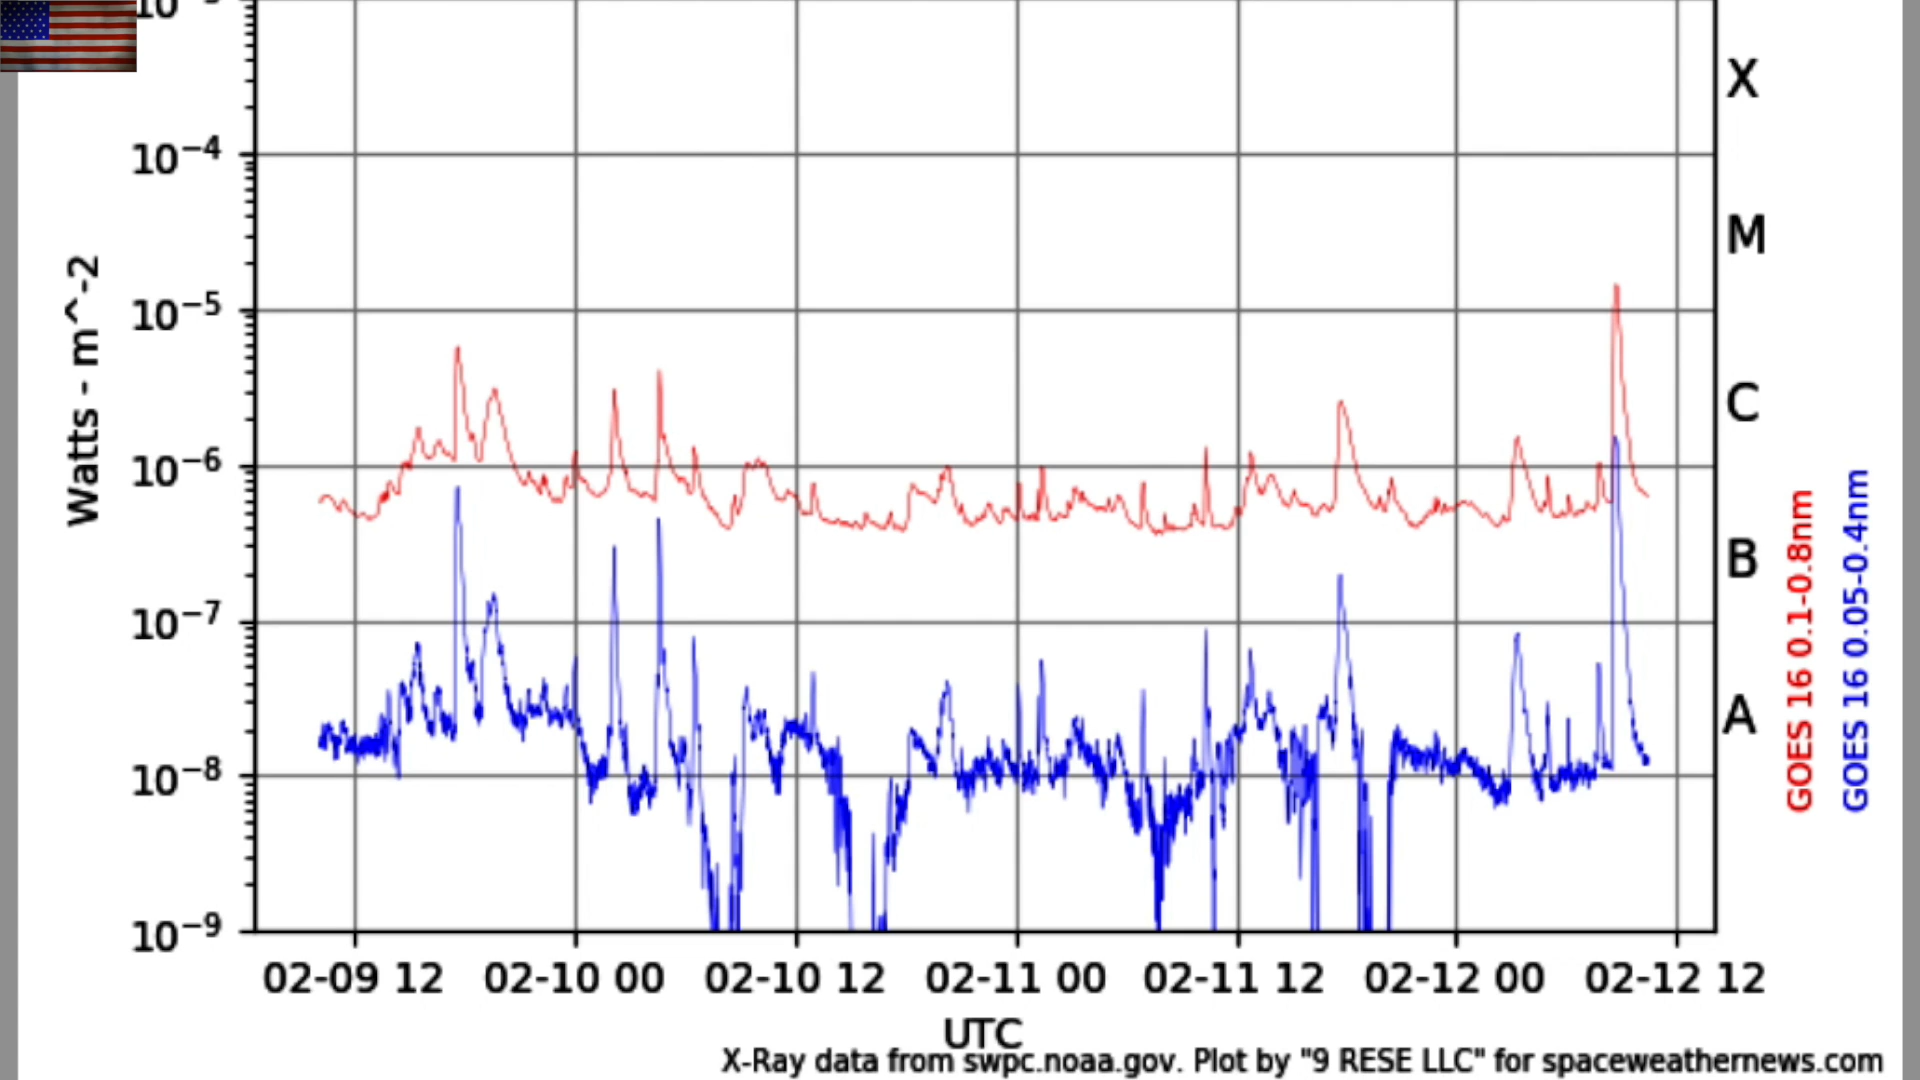 X
10⁻⁴
M
10⁻⁵
C
10⁻⁶
B
10⁻⁷
A
10⁻⁸
10⁻⁹
Watts - m^-2
GOES 16 0.1-0.8nm
GOES 16 0.05-0.4nm
02-09 12 02-10 00 02-10 12 02-11 00 02-11 12 02-12 00 02-12 12
UTC
X-Ray data from swpc.noaa.gov. Plot by "9 RESE LLC" for spaceweathernews.com